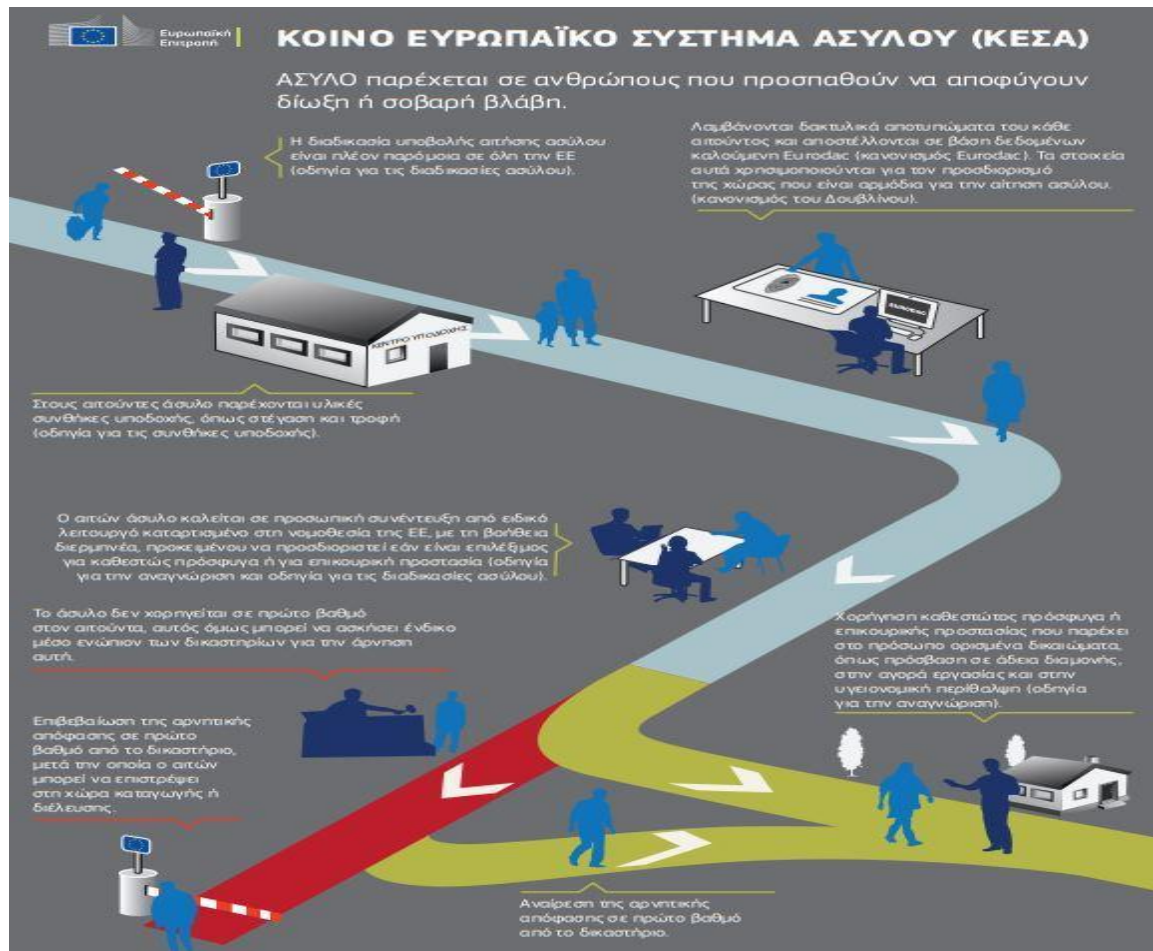 Ευρωπαϊκή
Επιτροπή
ΚΟΙΝΟ ΕΥΡΩΠΑΪΚΟ ΣΥΣΤΗΜΑ ΑΣΥΛΟΥ (ΚΕΣΑ)
ΑΣΥΛΟ παρέχεται σε ανθρώπους που προσπαθούν να αποφύγουν
δίωξη ή σοβαρή βλάβη.
Η διαδικασία υποβολής αιτήσης ασύλου
είναι πλέον παρόμοια σε όλη την ΕΕ
(οδηγία για τις διαδικασίες ασύλου).
Λαμβάνονται δακτυλικά αποτυπώματα του κάθε
αιτούντος και αποστέλλονται σε βάση δεδομένων
καλούμενη Eurodac (κανονισμός Eurodac). Τα στοιχεία
αυτά χρησιμοποιούνται για τον προσδιορισμό
της χώρας που είναι αρμόδια για την αίτηση ασύλου.
(κανονισμός του Δουβλίνου).
EURODAC
ΚΕΝΤΡΟ ΥΠΟΔΟΧΗΣ
Στους αιτούντες άσυλο παρέχονται υλικές
συνθήκες υποδοχής, όπως στέγαση και τροφή
(οδηγία για τις συνθήκες υποδοχής).
Ο αιτών άσυλο καλείται σε προσωπική συνέντευξη από ειδικό
λειτουργό καταρτισμένο στη νομοθεσία της ΕΕ, με τη βοήθεια
διερμηνέα, προκειμένου να προσδιοριστεί εάν είναι επιλέξιμος
για καθεστώς πρόσφυγα ή για επικουρική προστασία (οδηγία
για την αναγνώριση και οδηγία για τις διαδικασίες ασύλου).
Το άσυλο δεν χορηγείται σε πρώτο βαθμό
στον αιτούντα, αυτός όμως μπορεί να ασκήσει ένδικο
μέσο ενώπιον των δικαστηρίων για την άρνηση
αυτή.
Χορήγηση καθεστώτος πρόσφυγα ή
επικουρικής προστασίας που παρέχει
στο πρόσωπο ορισμένα δικαιώματα,
όπως πρόσβαση σε άδεια διαμονής,
στην αγορά εργασίας και στην
υγειονομική περίθαλψη (οδηγία
για την αναγνώριση).
Επιβεβαίωση της αρνητικής
απόφασης σε πρώτο
βαθμό από το δικαστήριο,
μετά την οποία ο αιτών
μπορεί να επιστρέψει
στη χώρα καταγωγής ή
διέλευσης.
Αναίρεση της αρνητικής
απόφασης σε πρώτο βαθμό
από το δικαστήριο.